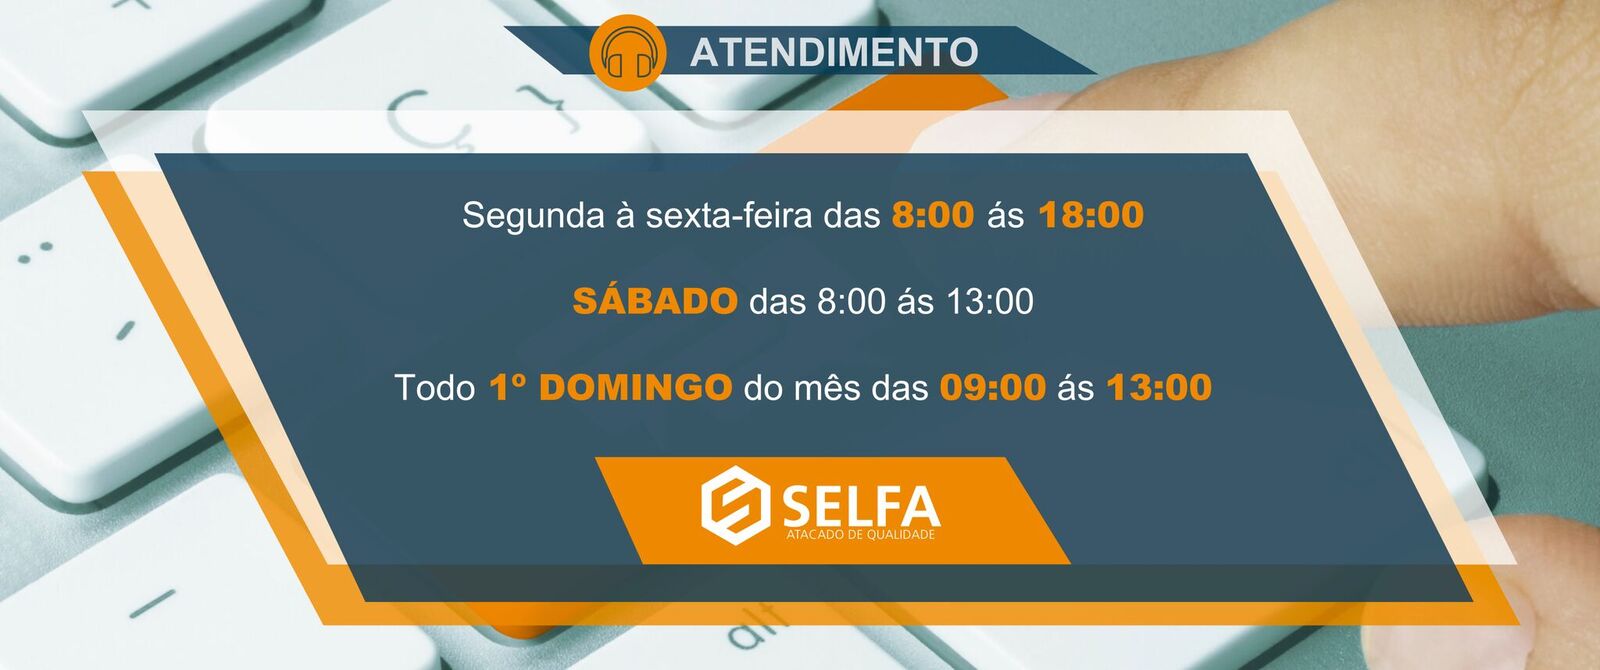 ATENDIMENTO
Segunda à sexta-feira das 8:00 ás 18:00
SÁBADO das 8:00 ás 13:00
Todo 1º DOMINGO do mês das 09:00 ás 13:00
SELFA
ATACADO DE QUALIDADE
Ç
}
alt